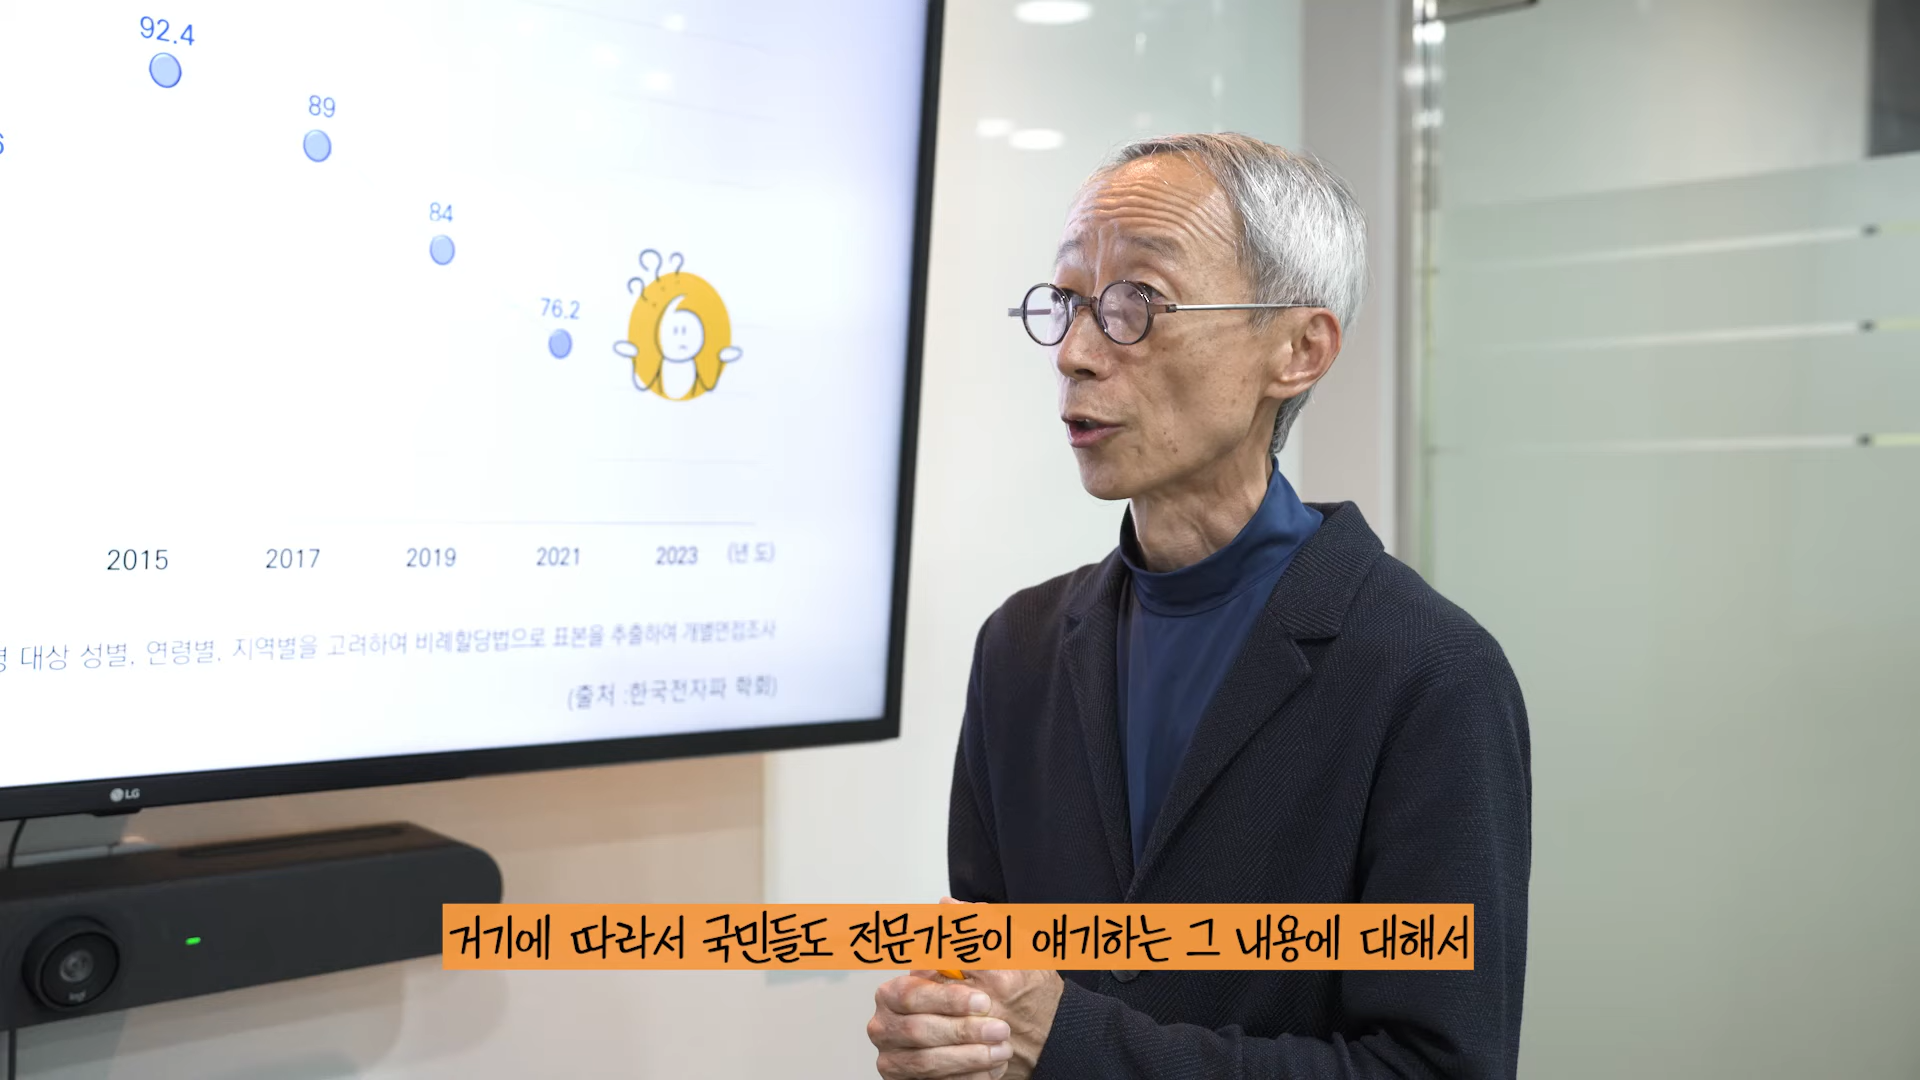 92.4
89
6
84
76.2
???
2015 2017 2019 2021 2023 (년 도)
명 대상 성별, 연령별, 지역별을 고려하여 비례할당법으로 표본을 추출하여 개별면접조사
(출처 :한국전자파 학회)
LG
logi
거기에 따라서 국민들도 전문가들이 얘기하는 그 내용에 대해서